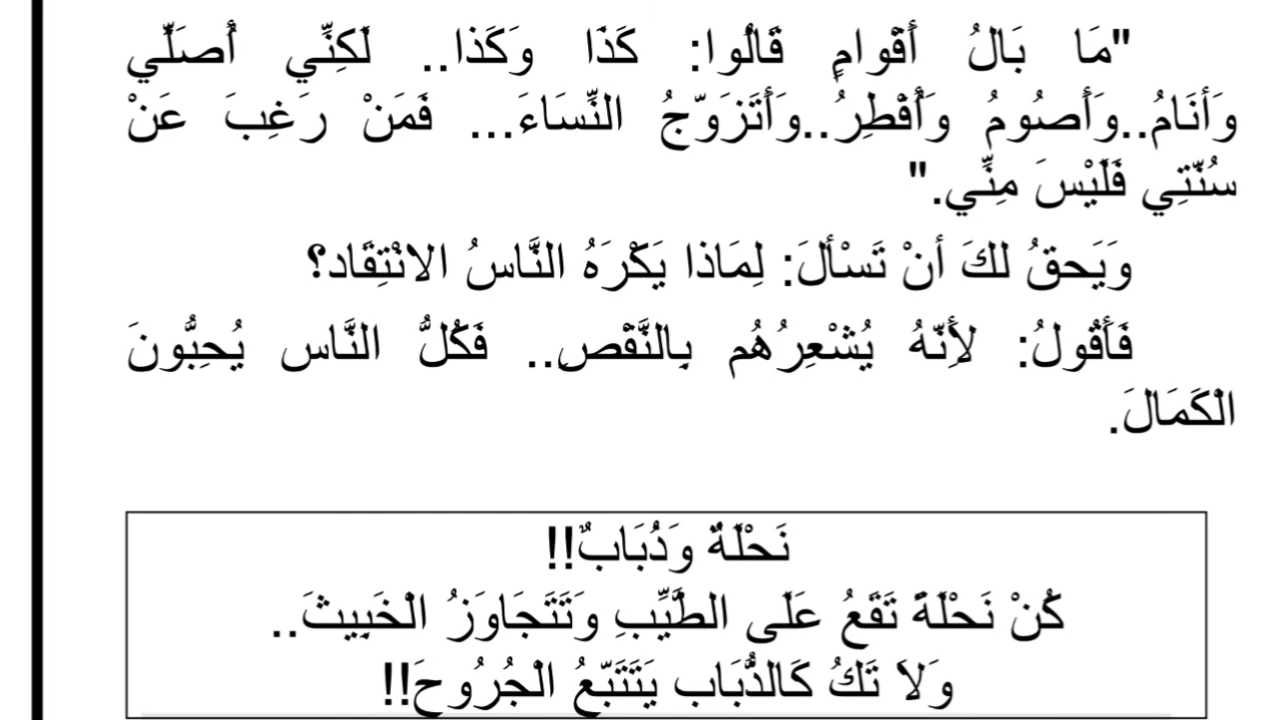 "مَا بَالُ أَقْوامٍ قَالُوا: كَذَا وَكَذا.. لَكِنِّي أُصَلِّي
وَأَنَامُ..وَأَصُومُ وَأُفْطِرُ..وَأَتَزَوّجُ النِّسَاءَ... فَمَنْ رَغِبَ عَنْ
سُنّتِي فَلَيْسَ مِنِّي."
وَيَحقُ لكَ أنْ تَسْألَ: لِمَاذا يَكْرَهُ النَّاسُ الانْتِقَاد؟
فَأَقُولُ: لأِنّهُ يُشْعِرُهُم بِالنَّقْصِ.. فَكُلُّ النَّاس يُحِبُّونَ
الْكَمَالَ.
نَحْلَةٌ وَذُبَابٌ!!
كُنْ نَحْلَةً تَقَعُ عَلَى الطَّيِّبِ وَتَتَجَاوَزُ الْخَبِيثَ..
وَلاَ تَكُ كَالذُّبَاب يَتَتَبّعُ الْجُرُوحَ!!